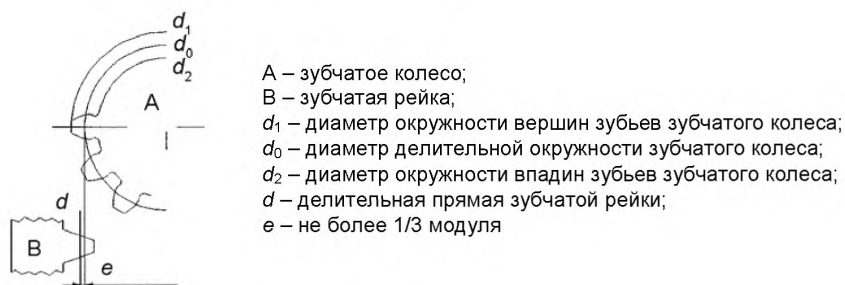 d₁
d₀
d₂
A
d
B
e
А – зубчатое колесо;
В – зубчатая рейка;
d₁ – диаметр окружности вершин зубьев зубчатого колеса;
d₀ – диаметр делительной окружности зубчатого колеса;
d₂ – диаметр окружности впадин зубьев зубчатого колеса;
d – делительная прямая зубчатой рейки;
е – не более 1/3 модуля